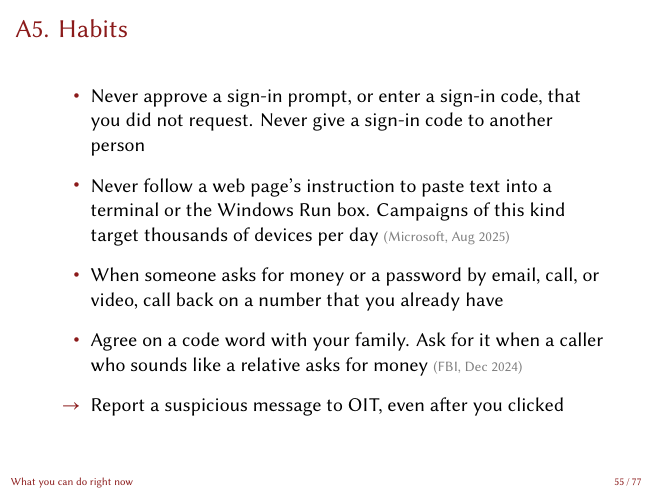 A5. Habits
• Never approve a sign-in prompt, or enter a sign-in code, that
you did not request. Never give a sign-in code to another
person
• Never follow a web page's instruction to paste text into a
terminal or the Windows Run box. Campaigns of this kind
target thousands of devices per day (Microsoft, Aug 2025)
• When someone asks for money or a password by email, call, or
video, call back on a number that you already have
• Agree on a code word with your family. Ask for it when a caller
who sounds like a relative asks for money (FBI, Dec 2024)
→ Report a suspicious message to OIT, even after you clicked
What you can do right now
55 / 77